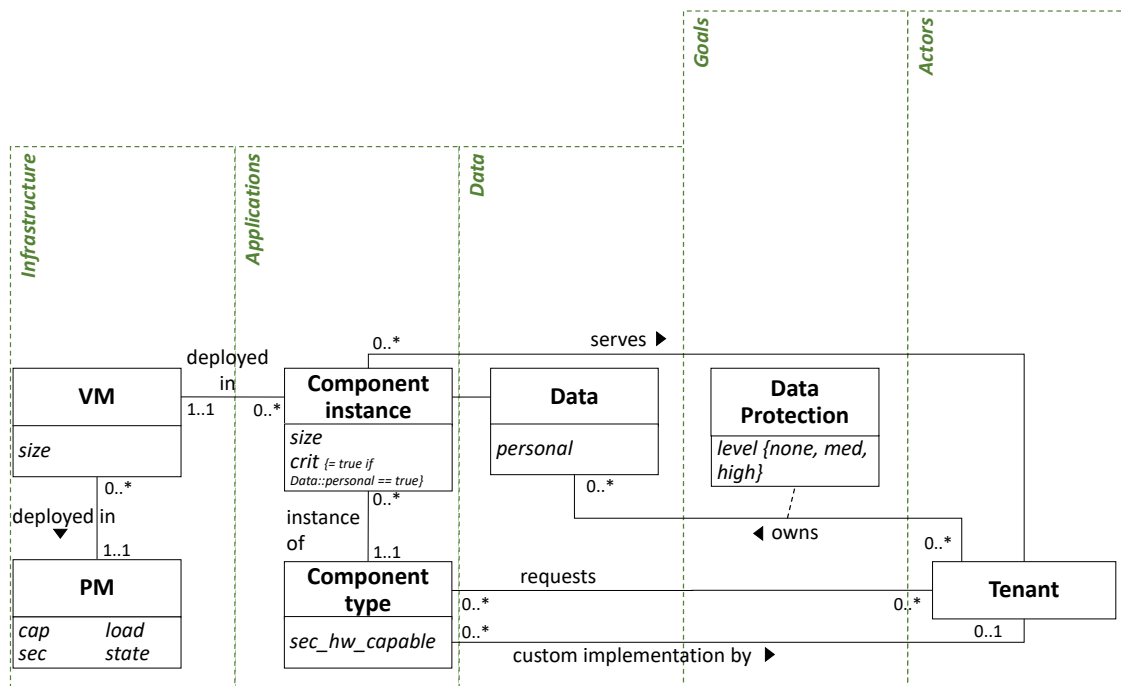 Goals
Actors
Infrastructure
Applications
Data
deployed
in
1..1
0..*
0..*
serves ▶
VM
size
Component
instance
size
crit {= true if
Data::personal == true}
Data
personal
Data
Protection
level {none, med,
high}
0..*
deployed in
▼
1..1
0..*
instance
of
1..1
0..*
◀ owns
0..*
PM
cap load
sec state
Component
type
sec_hw_capable
requests
0..*
0..*
Tenant
0..*
0..1
custom implementation by ▶